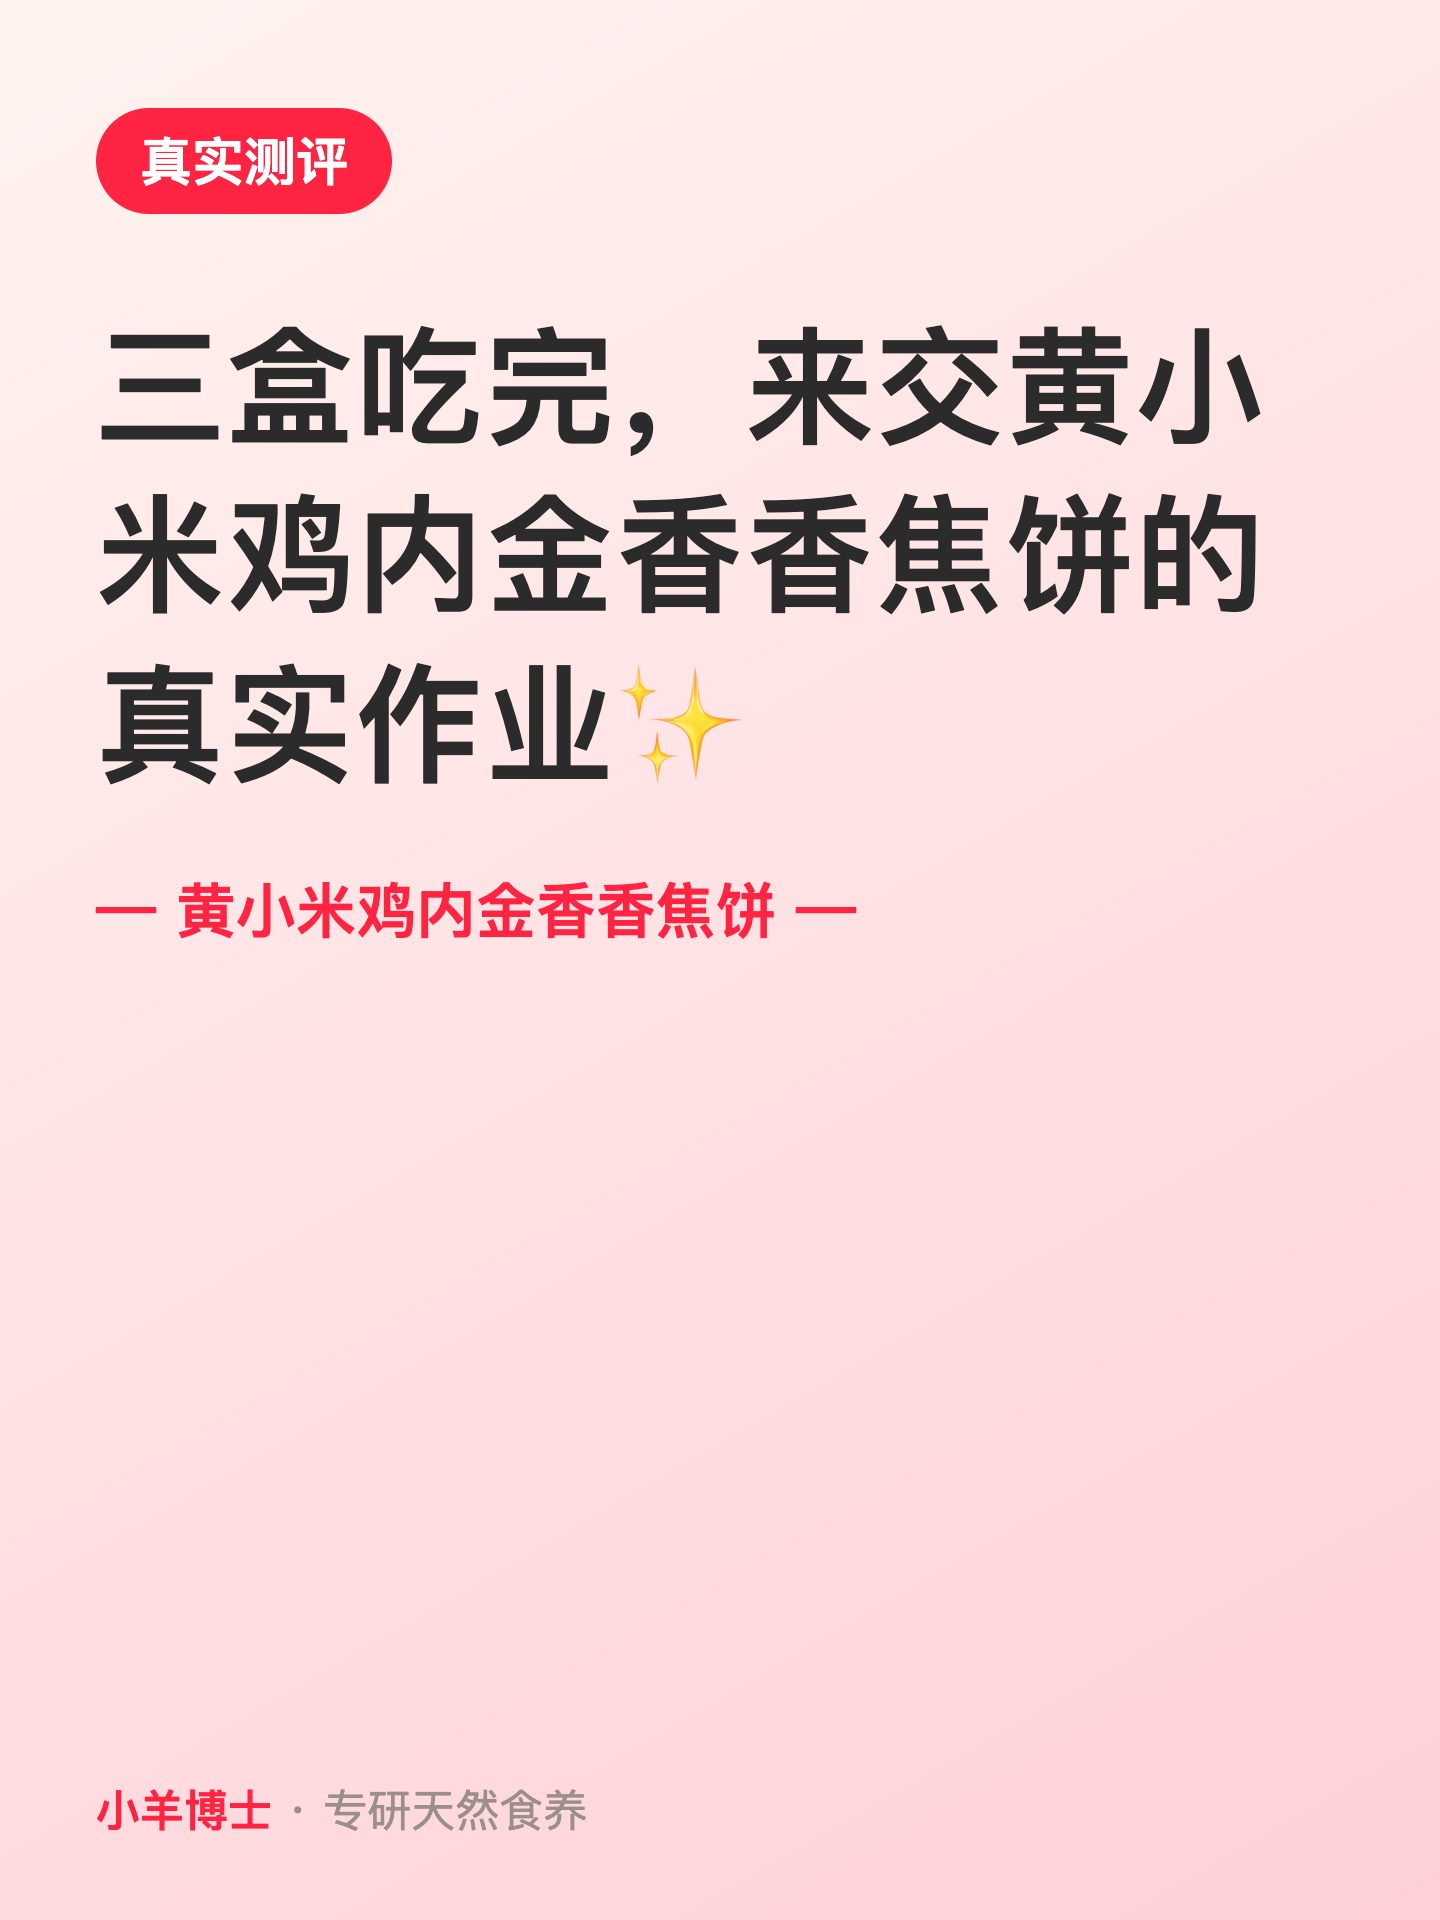 真实测评
三盒吃完，来交黄小
米鸡内金香香焦饼的
真实作业✨
— 黄小米鸡内金香香焦饼 —
小羊博士 · 专研天然食养